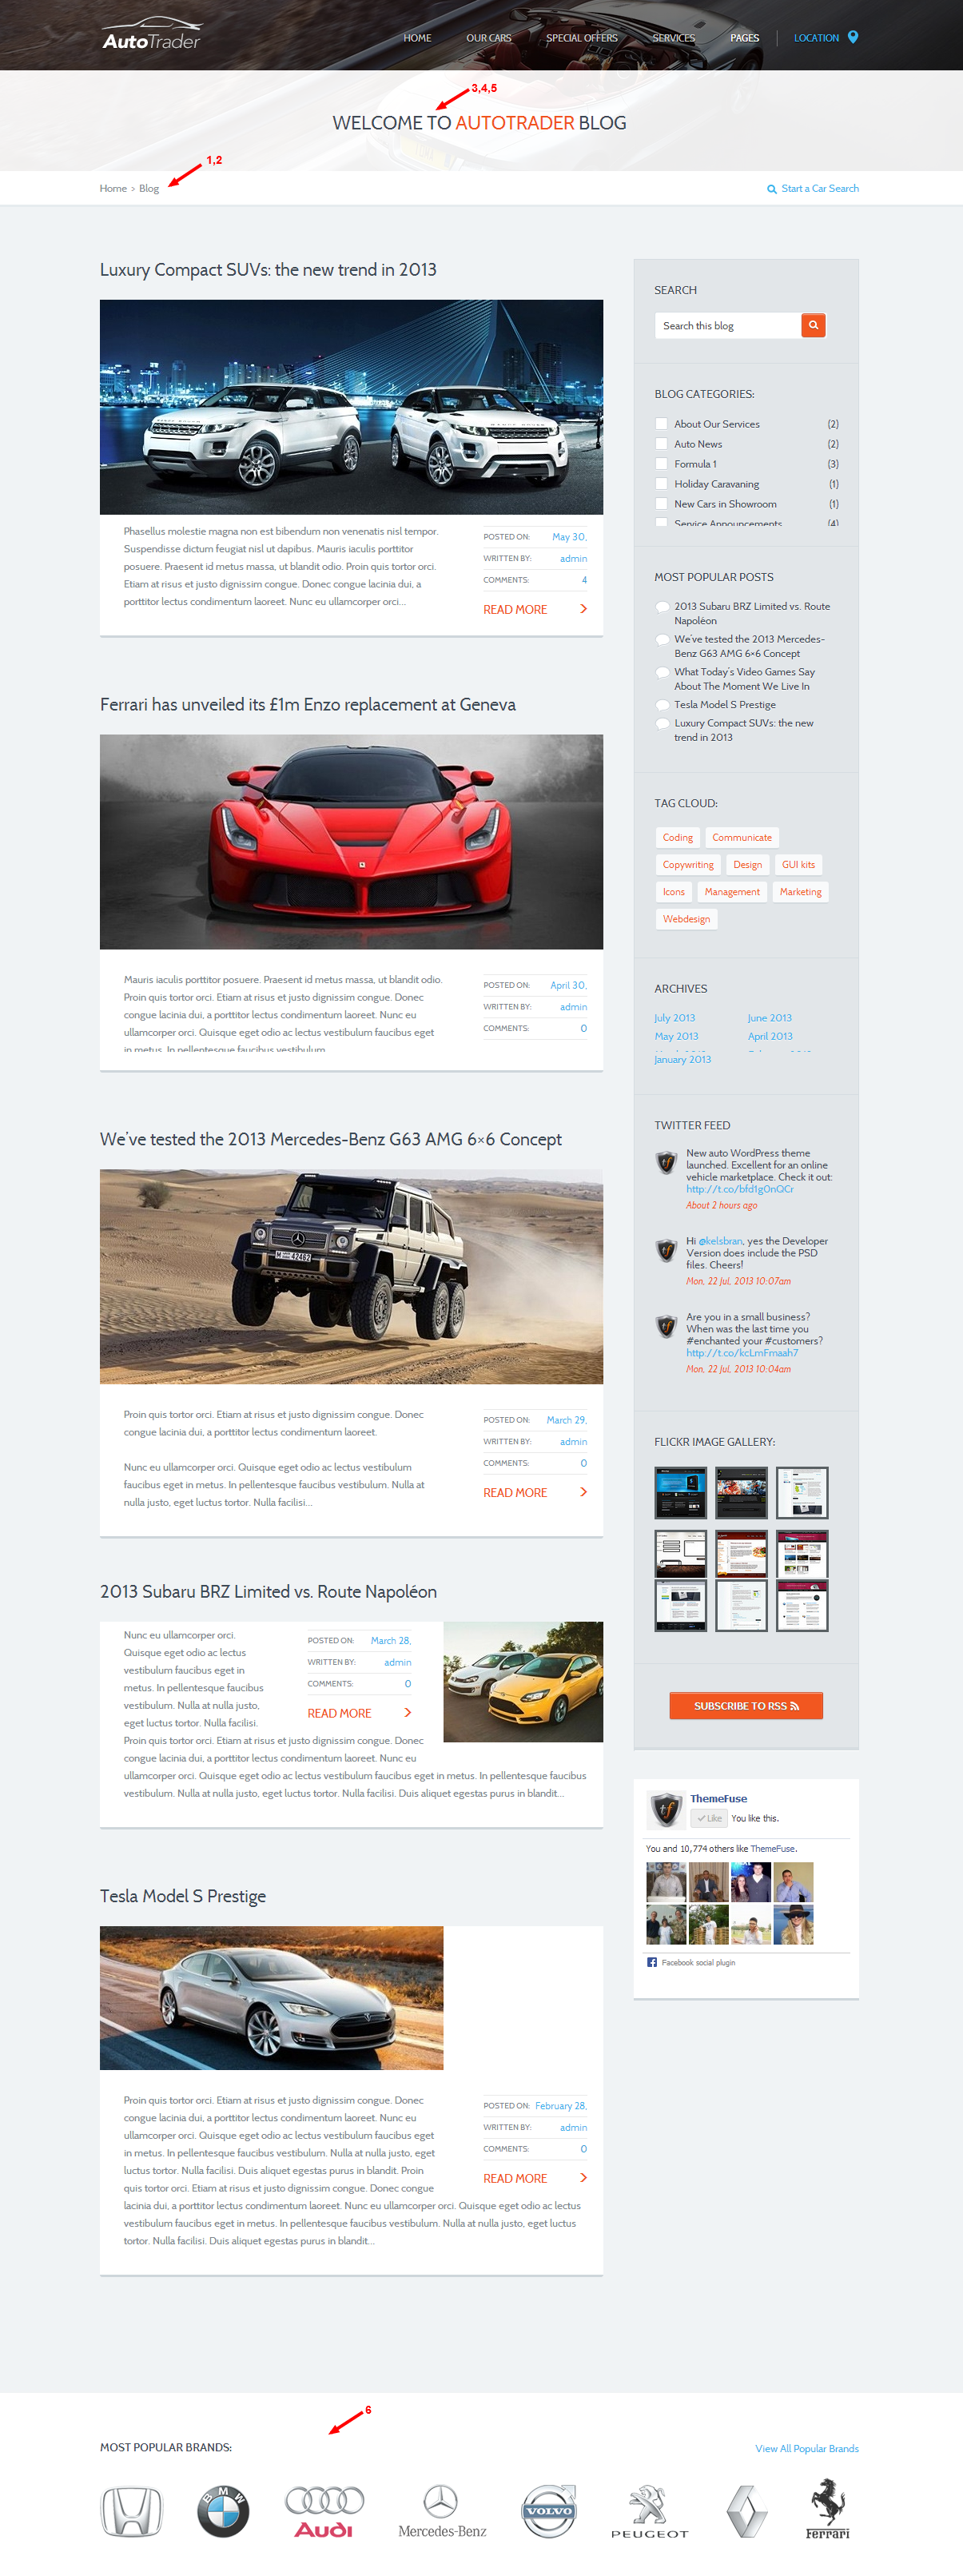 AutoTrader
HOME OUR CARS SPECIAL OFFERS SERVICES PAGES LOCATION
3,4,5
WELCOME TO AUTOTRADER BLOG
1,2
Home > Blog
Start a Car Search
Luxury Compact SUVs: the new trend in 2013
Phasellus molestie magna non est bibendum non venenatis nisl tempor.
Suspendisse dictum feugiat nisl ut dapibus. Mauris iaculis porttitor
posuere. Praesent id metus massa, ut blandit odio. Proin quis tortor orci.
Etiam at risus et justo dignissim congue. Donec congue lacinia dui, a
porttitor lectus condimentum laoreet. Nunc eu ullamcorper orci...
POSTED ON: May 30,
WRITTEN BY: admin
COMMENTS: 4
READ MORE
Ferrari has unveiled its £1m Enzo replacement at Geneva
Mauris iaculis porttitor posuere. Praesent id metus massa, ut blandit odio.
Proin quis tortor orci. Etiam at risus et justo dignissim congue. Donec
congue lacinia dui, a porttitor lectus condimentum laoreet. Nunc eu
ullamcorper orci. Quisque eget odio ac lectus vestibulum faucibus eget
in metus. In pellentesque faucibus vestibulum.
POSTED ON: April 30,
WRITTEN BY: admin
COMMENTS: 0
We've tested the 2013 Mercedes-Benz G63 AMG 6×6 Concept
42462
Proin quis tortor orci. Etiam at risus et justo dignissim congue. Donec
congue lacinia dui, a porttitor lectus condimentum laoreet.
Nunc eu ullamcorper orci. Quisque eget odio ac lectus vestibulum
faucibus eget in metus. In pellentesque faucibus vestibulum. Nulla at
nulla justo, eget luctus tortor. Nulla facilisi...
POSTED ON: March 29,
WRITTEN BY: admin
COMMENTS: 0
READ MORE
2013 Subaru BRZ Limited vs. Route Napoléon
Nunc eu ullamcorper orci.
Quisque eget odio ac lectus
vestibulum faucibus eget in
metus. In pellentesque faucibus
vestibulum. Nulla at nulla justo,
eget luctus tortor. Nulla facilisi.
Proin quis tortor orci. Etiam at risus et justo dignissim congue. Donec
congue lacinia dui, a porttitor lectus condimentum laoreet. Nunc eu
ullamcorper orci. Quisque eget odio ac lectus vestibulum faucibus eget in metus. In pellentesque faucibus
vestibulum. Nulla at nulla justo, eget luctus tortor. Nulla facilisi. Duis aliquet egestas purus in blandit...
POSTED ON: March 28,
WRITTEN BY: admin
COMMENTS: 0
READ MORE
Tesla Model S Prestige
Proin quis tortor orci. Etiam at risus et justo dignissim congue. Donec
congue lacinia dui, a porttitor lectus condimentum laoreet. Nunc eu
ullamcorper orci. Quisque eget odio ac lectus vestibulum faucibus eget
in metus. In pellentesque faucibus vestibulum. Nulla at nulla justo, eget
luctus tortor. Nulla facilisi. Duis aliquet egestas purus in blandit. Proin
quis tortor orci. Etiam at risus et justo dignissim congue. Donec congue
lacinia dui, a porttitor lectus condimentum laoreet. Nunc eu ullamcorper orci. Quisque eget odio ac lectus
vestibulum faucibus eget in metus. In pellentesque faucibus vestibulum. Nulla at nulla justo, eget luctus
tortor. Nulla facilisi. Duis aliquet egestas purus in blandit...
POSTED ON: February 28,
WRITTEN BY: admin
COMMENTS: 0
READ MORE
SEARCH
Search this blog
BLOG CATEGORIES:
About Our Services (2)
Auto News (2)
Formula 1 (3)
Holiday Caravaning (1)
New Cars in Showroom (1)
Service Announcements (4)
MOST POPULAR POSTS
2013 Subaru BRZ Limited vs. Route
Napoléon
We've tested the 2013 Mercedes-
Benz G63 AMG 6×6 Concept
What Today's Video Games Say
About The Moment We Live In
Tesla Model S Prestige
Luxury Compact SUVs: the new
trend in 2013
TAG CLOUD:
Coding Communicate
Copywriting Design GUI kits
Icons Management Marketing
Webdesign
ARCHIVES
July 2013 June 2013
May 2013 April 2013
January 2013
TWITTER FEED
New auto WordPress theme
launched. Excellent for an online
vehicle marketplace. Check it out:
http://t.co/bfd1g0nQCr
About 2 hours ago
Hi @kelsbran, yes the Developer
Version does include the PSD
files. Cheers!
Mon, 22 Jul, 2013 10:07am
Are you in a small business?
When was the last time you
#enchanted your #customers?
http://t.co/kcLmFmaah7
Mon, 22 Jul, 2013 10:04am
FLICKR IMAGE GALLERY:
SUBSCRIBE TO RSS
ThemeFuse
Like You like this.
You and 10,774 others like ThemeFuse.
Facebook social plugin
6
MOST POPULAR BRANDS:
View All Popular Brands
BMW
Audi
Mercedes-Benz
VOLVO
PEUGEOT
Ferrari